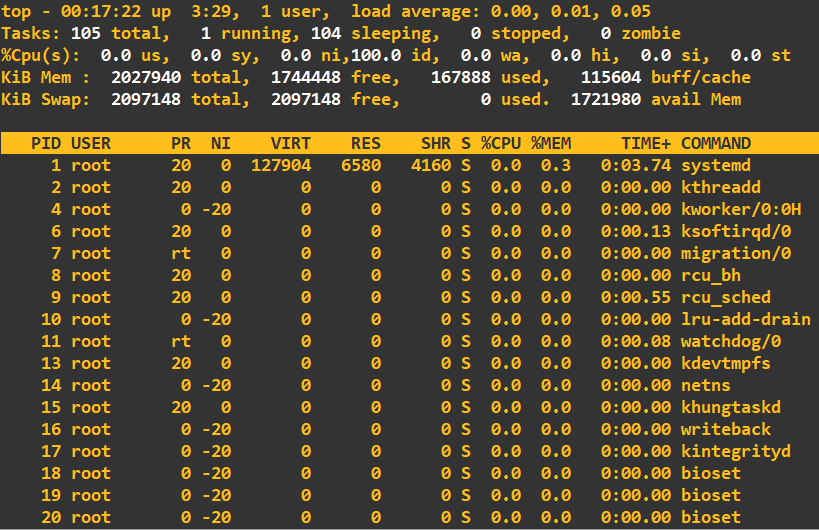 top - 00:17:22 up  3:29,  1 user,  load average: 0.00, 0.01, 0.05
Tasks: 105 total,   1 running, 104 sleeping,   0 stopped,   0 zombie
%Cpu(s):  0.0 us,  0.0 sy,  0.0 ni,100.0 id,  0.0 wa,  0.0 hi,  0.0 si,  0.0 st
KiB Mem :  2027940 total,  1744448 free,   167888 used,   115604 buff/cache
KiB Swap:  2097148 total,  2097148 free,        0 used.  1721980 avail Mem
   PID USER      PR  NI    VIRT    RES    SHR S %CPU %MEM     TIME+ COMMAND
     1 root      20   0  127904   6580   4160 S  0.0  0.3   0:03.74 systemd
     2 root      20   0       0      0      0 S  0.0  0.0   0:00.00 kthreadd
     4 root       0 -20       0      0      0 S  0.0  0.0   0:00.00 kworker/0:0H
     6 root      20   0       0      0      0 S  0.0  0.0   0:00.13 ksoftirqd/0
     7 root      rt   0       0      0      0 S  0.0  0.0   0:00.00 migration/0
     8 root      20   0       0      0      0 S  0.0  0.0   0:00.00 rcu_bh
     9 root      20   0       0      0      0 S  0.0  0.0   0:00.55 rcu_sched
    10 root       0 -20       0      0      0 S  0.0  0.0   0:00.00 lru-add-drain
    11 root      rt   0       0      0      0 S  0.0  0.0   0:00.08 watchdog/0
    13 root      20   0       0      0      0 S  0.0  0.0   0:00.00 kdevtmpfs
    14 root       0 -20       0      0      0 S  0.0  0.0   0:00.00 netns
    15 root      20   0       0      0      0 S  0.0  0.0   0:00.00 khungtaskd
    16 root       0 -20       0      0      0 S  0.0  0.0   0:00.00 writeback
    17 root       0 -20       0      0      0 S  0.0  0.0   0:00.00 kintegrityd
    18 root       0 -20       0      0      0 S  0.0  0.0   0:00.00 bioset
    19 root       0 -20       0      0      0 S  0.0  0.0   0:00.00 bioset
    20 root       0 -20       0      0      0 S  0.0  0.0   0:00.00 bioset